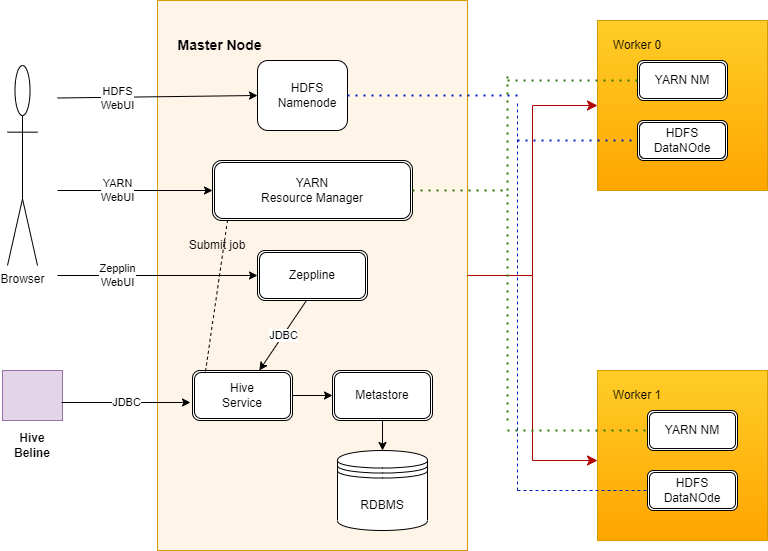 Master Node
Worker 0
HDFS
WebUI
HDFS
Namenode
YARN NM
HDFS
DataNOde
YARN
WebUI
YARN
Resource Manager
Submit job
Browser
Zepplin
WebUI
Zeppline
JDBC
JDBC
Hive
Service
Metastore
Hive
Beline
RDBMS
Worker 1
YARN NM
HDFS
DataNOde